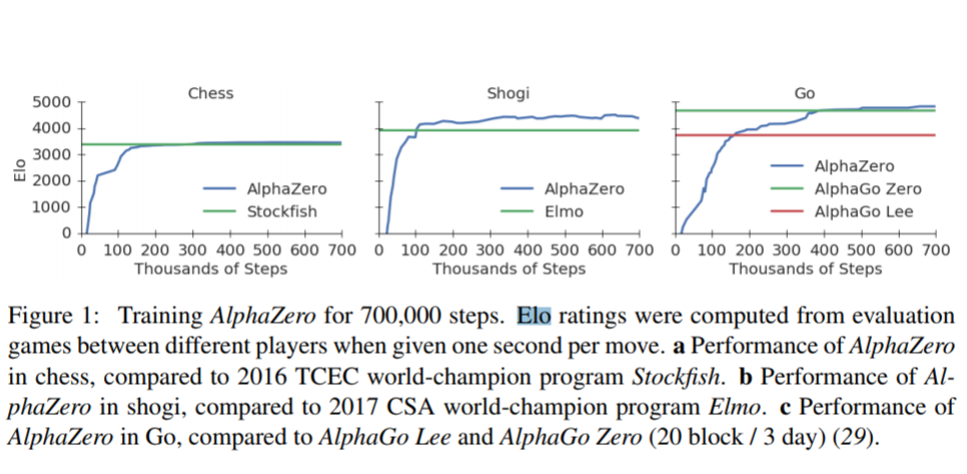 Chess
Shogi
Go
Elo
5000
4000
3000
2000
1000
0
AlphaZero
Stockfish
0 100 200 300 400 500 600 700
Thousands of Steps
AlphaZero
Elmo
0 100 200 300 400 500 600 700
Thousands of Steps
AlphaZero
AlphaGo Zero
AlphaGo Lee
0 100 200 300 400 500 600 700
Thousands of Steps
Figure 1: Training AlphaZero for 700,000 steps. Elo ratings were computed from evaluation
games between different players when given one second per move. a Performance of AlphaZero
in chess, compared to 2016 TCEC world-champion program Stockfish. b Performance of Al-
phaZero in shogi, compared to 2017 CSA world-champion program Elmo. c Performance of
AlphaZero in Go, compared to AlphaGo Lee and AlphaGo Zero (20 block / 3 day) (29).